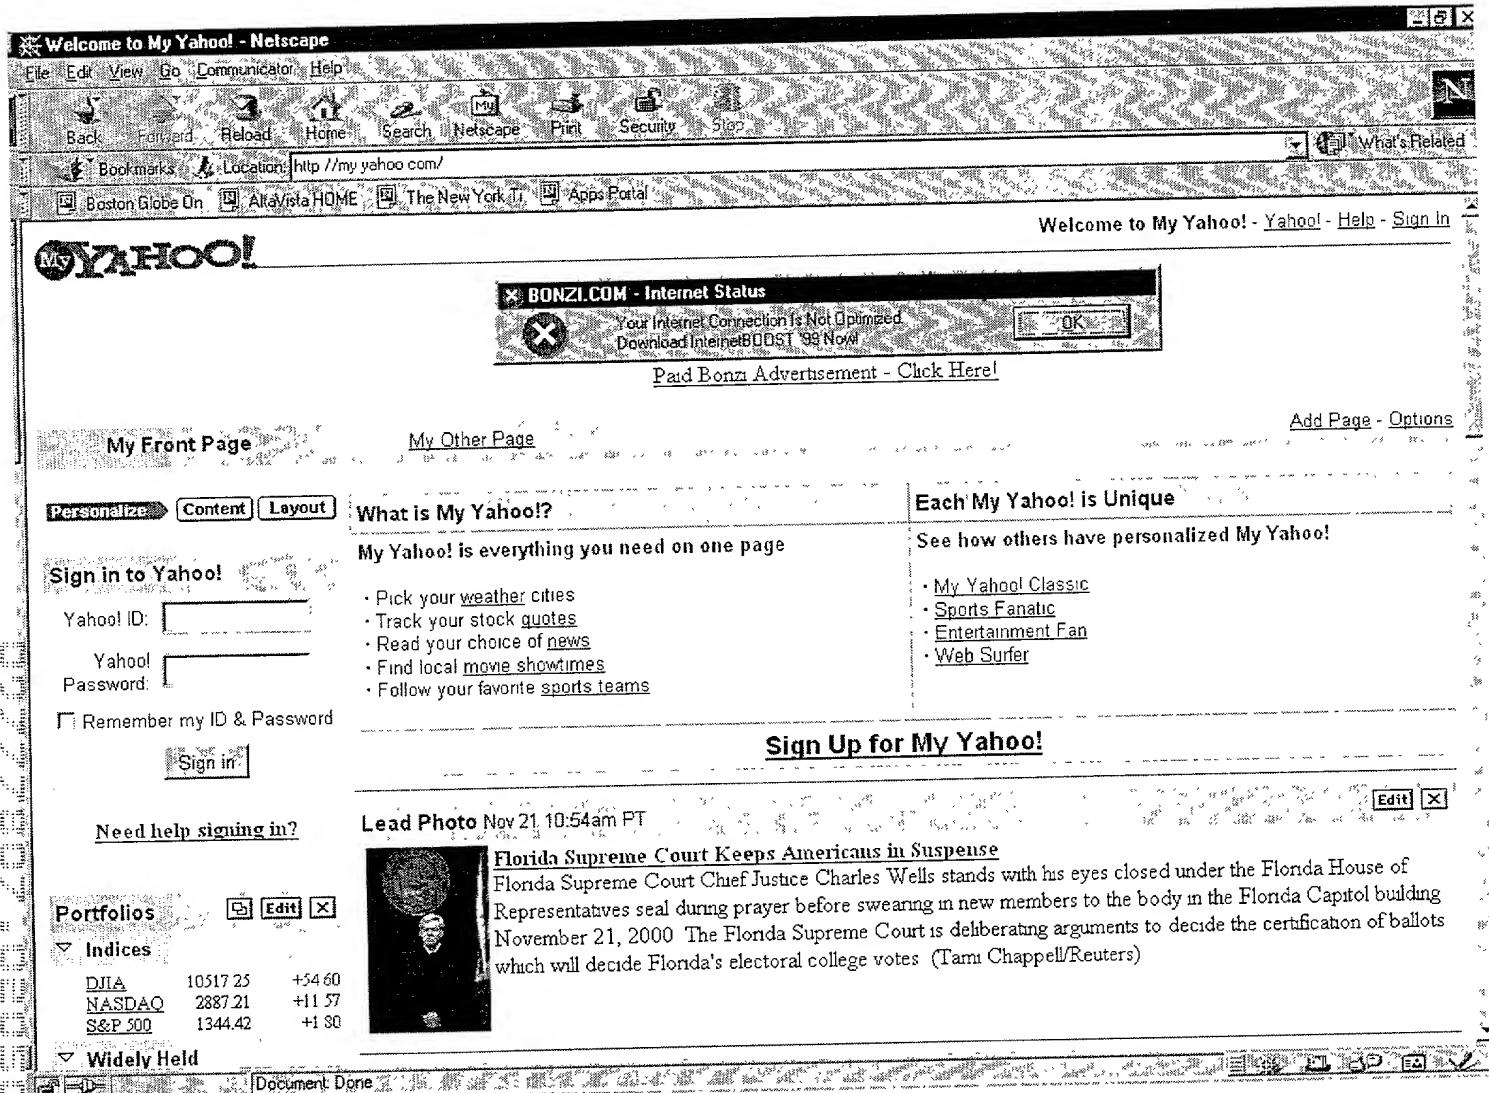 Welcome to My Yahoo! - Netscape
File Edit View Go Communicator Help
Back Forward Reload Home Search My Netscape Print Security Stop
N
Bookmarks Location: http //my yahoo com/ What's Related
Boston Globe On AltaVista HOME The New York Ti Apps Portal
Welcome to My Yahoo! - Yahoo! - Help - Sign In
My YAHOO!
BONZI.COM - Internet Status
Your Internet Connection Is Not Optimized.
Download InternetBOOST '99 Now!
OK
Paid Bonzi Advertisement - Click Here!
My Front Page My Other Page Add Page - Options
Personalize Content Layout
Sign in to Yahoo!
Yahoo! ID:
Yahoo!
Password:
Remember my ID & Password
Sign in
Need help signing in?
Portfolios Edit X
Indices
DJIA 10517 25 +54 60
NASDAQ 2887.21 +11 57
S&P 500 1344.42 +1 80
Widely Held
What is My Yahoo!?
My Yahoo! is everything you need on one page
· Pick your weather cities
· Track your stock quotes
· Read your choice of news
· Find local movie showtimes
· Follow your favorite sports teams
Each My Yahoo! is Unique
See how others have personalized My Yahoo!
· My Yahoo! Classic
· Sports Fanatic
· Entertainment Fan
· Web Surfer
Sign Up for My Yahoo!
Lead Photo Nov 21 10:54am PT Edit X
Florida Supreme Court Keeps Americans in Suspense
Florida Supreme Court Chief Justice Charles Wells stands with his eyes closed under the Florida House of
Representatives seal during prayer before swearing in new members to the body in the Florida Capitol building
November 21, 2000 The Florida Supreme Court is deliberating arguments to decide the certification of ballots
which will decide Florida's electoral college votes (Tami Chappell/Reuters)
Document: Done